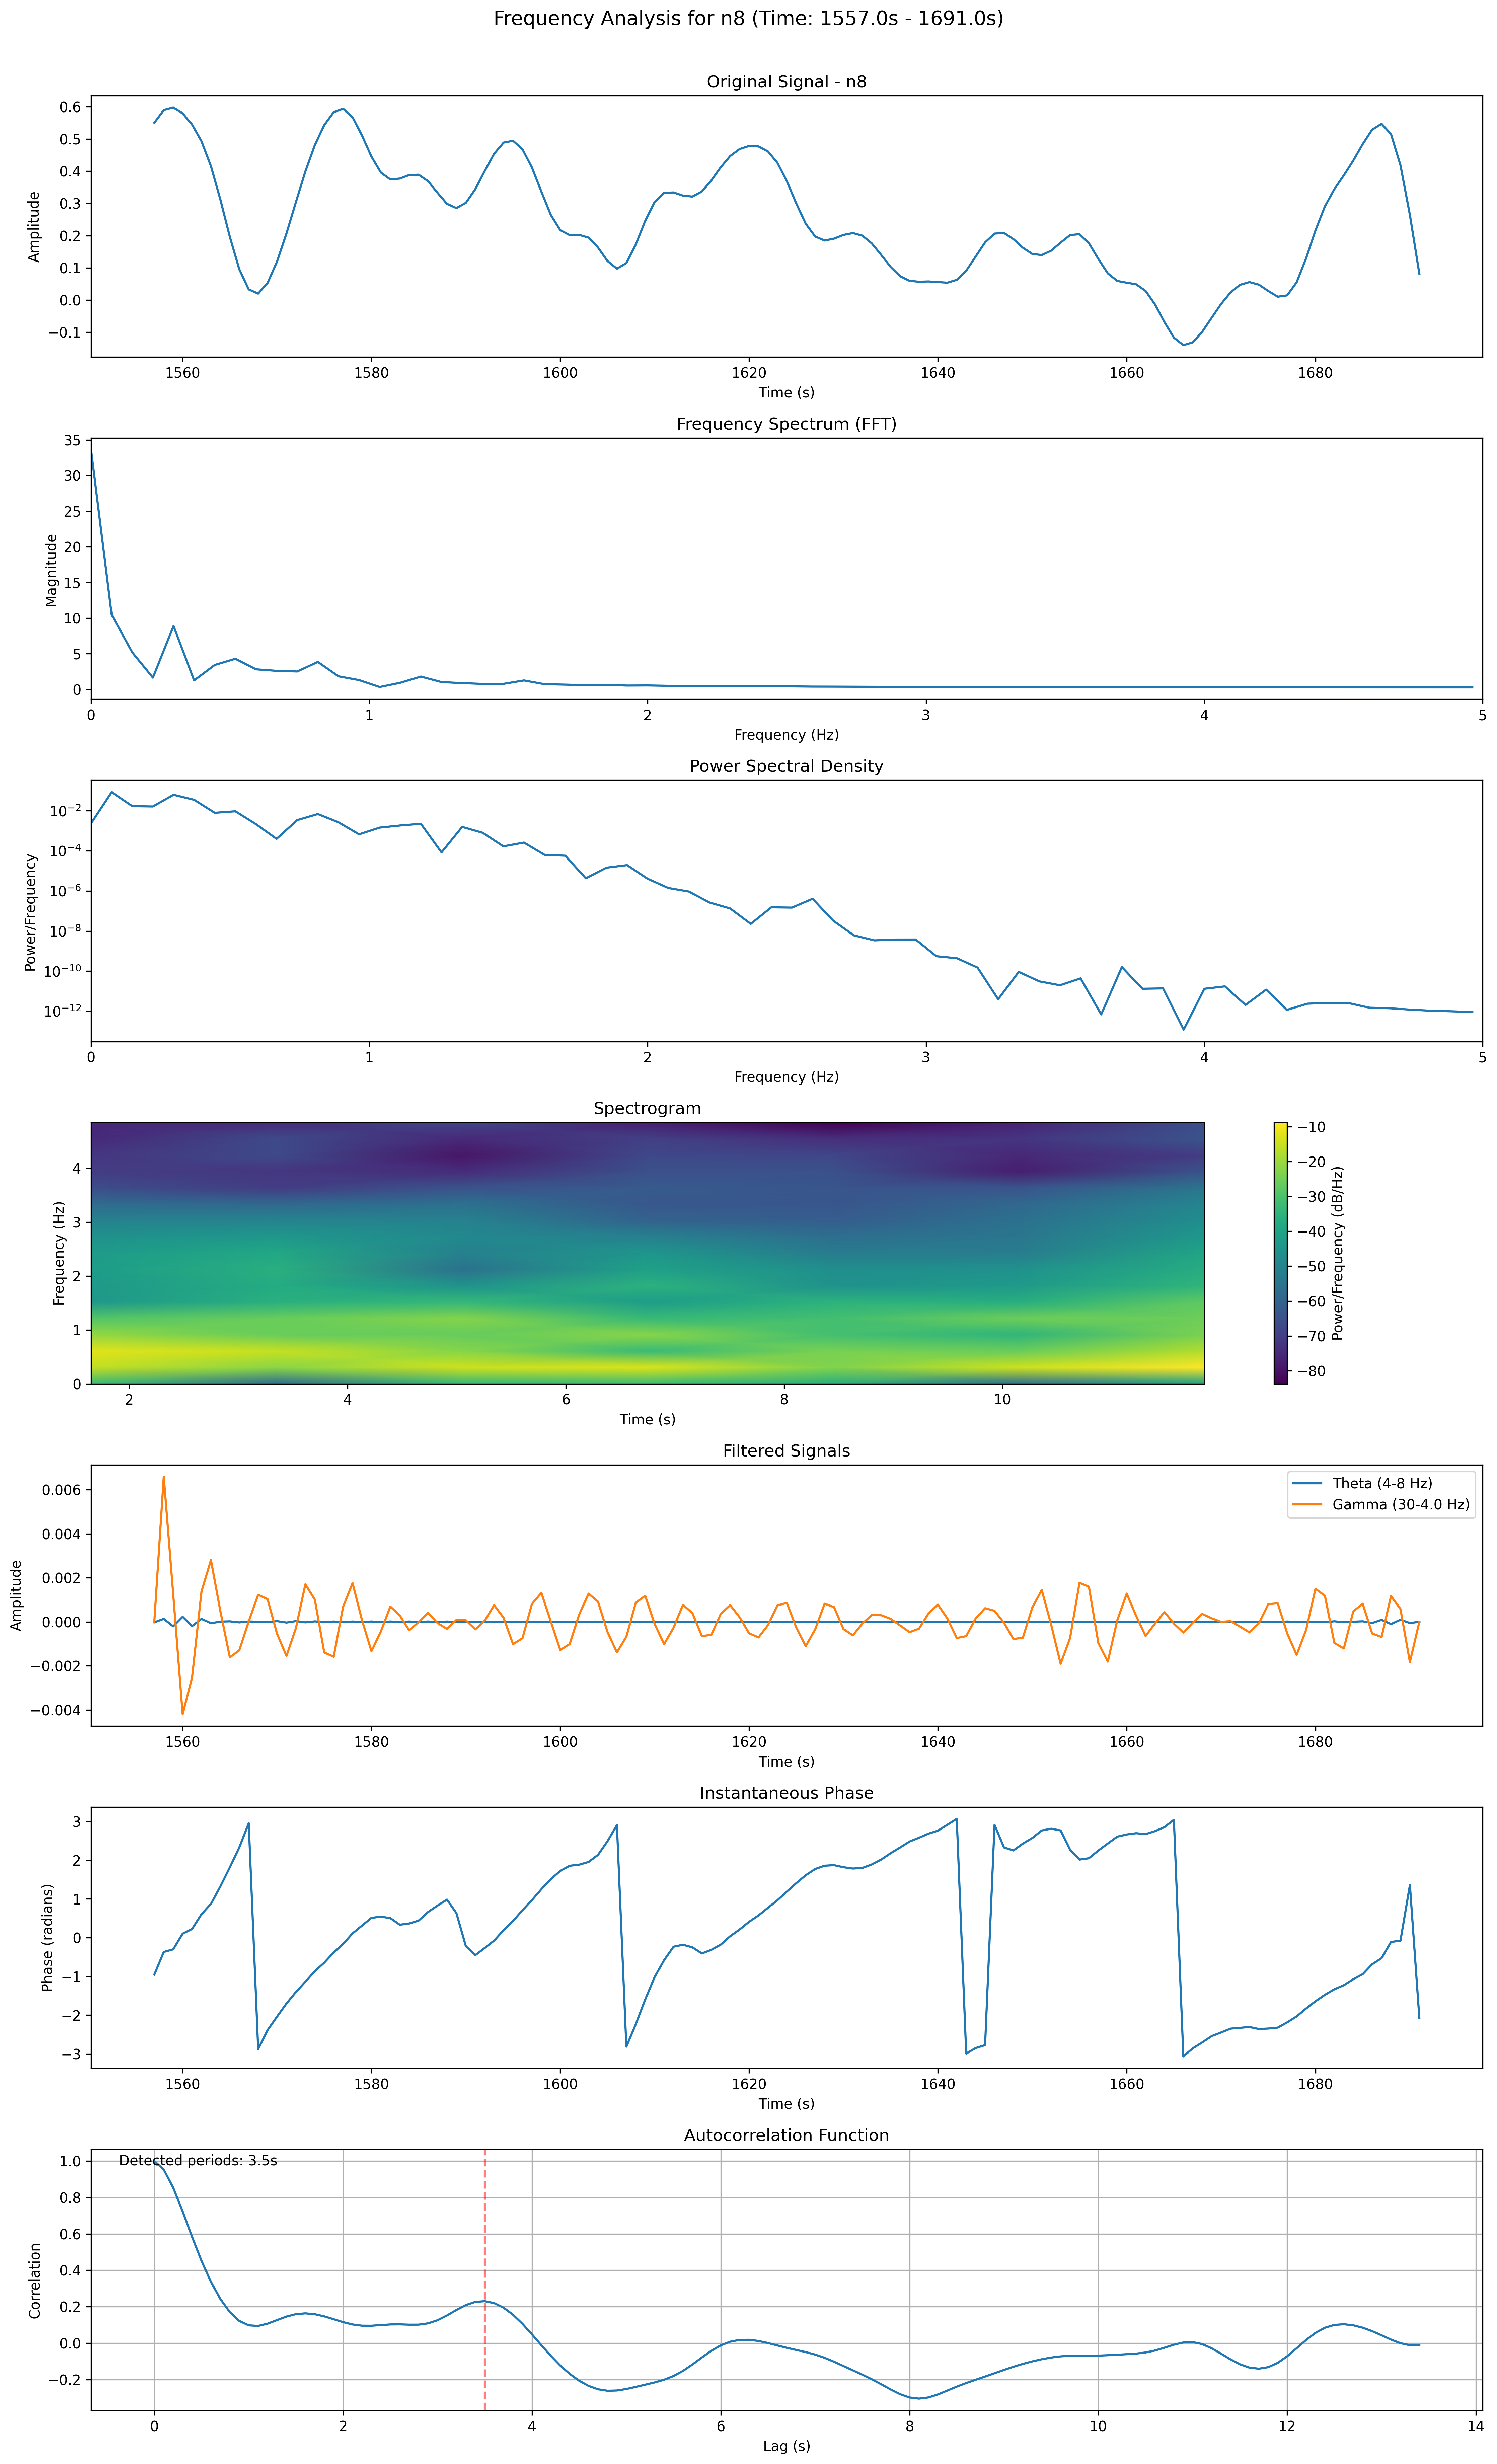 Frequency Analysis for n8 (Time: 1557.0s - 1691.0s)
Original Signal - n8
Amplitude
0.6
0.5
0.4
0.3
0.2
0.1
0.0
−0.1
1560 1580 1600 1620 1640 1660 1680
Time (s)
Frequency Spectrum (FFT)
Magnitude
35
30
25
20
15
10
5
0
0 1 2 3 4 5
Frequency (Hz)
Power Spectral Density
Power/Frequency
10⁻²
10⁻⁴
10⁻⁶
10⁻⁸
10⁻¹⁰
10⁻¹²
0 1 2 3 4 5
Frequency (Hz)
Spectrogram
Frequency (Hz)
4
3
2
1
0
2 4 6 8 10
Time (s)
−10
−20
−30
−40
−50
−60
−70
−80
Power/Frequency (dB/Hz)
Filtered Signals
Theta (4-8 Hz)
Gamma (30-4.0 Hz)
Amplitude
0.006
0.004
0.002
0.000
−0.002
−0.004
1560 1580 1600 1620 1640 1660 1680
Time (s)
Instantaneous Phase
Phase (radians)
3
2
1
0
−1
−2
−3
1560 1580 1600 1620 1640 1660 1680
Time (s)
Autocorrelation Function
Detected periods: 3.5s
Correlation
1.0
0.8
0.6
0.4
0.2
0.0
−0.2
0 2 4 6 8 10 12 14
Lag (s)